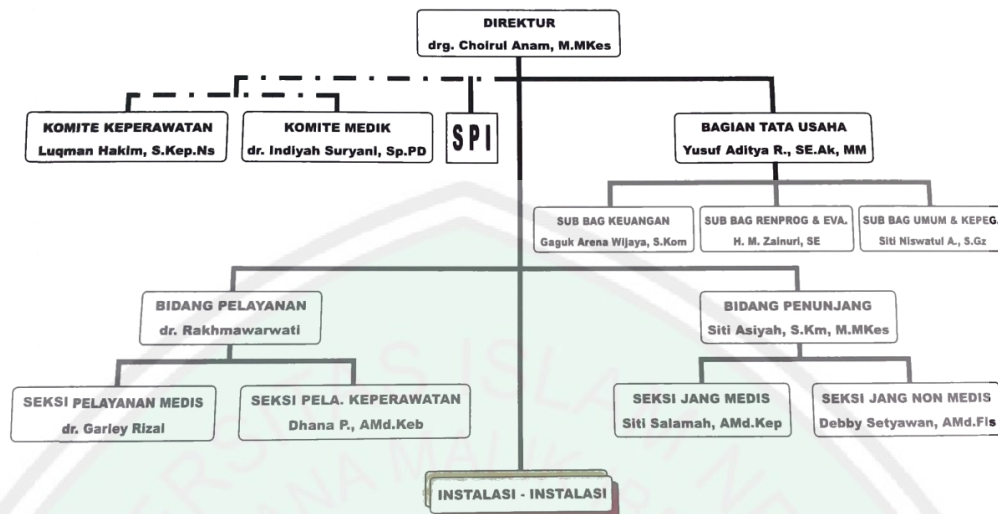 DIREKTUR
drg. Choirul Anam, M.MKes
KOMITE KEPERAWATAN
Luqman Hakim, S.Kep.Ns
KOMITE MEDIK
dr. Indiyah Suryani, Sp.PD
SPI
BAGIAN TATA USAHA
Yusuf Aditya R., SE.Ak, MM
SUB BAG KEUANGAN
Gaguk Arena Wijaya, S.Kom
SUB BAG RENPROG & EVA.
H. M. Zainuri, SE
SUB BAG UMUM & KEPEG.
Siti Niswatul A., S.Gz
BIDANG PELAYANAN
dr. Rakhmawarwati
BIDANG PENUNJANG
Siti Asiyah, S.Km, M.MKes
SEKSI PELAYANAN MEDIS
dr. Garley Rizal
SEKSI PELA. KEPERAWATAN
Dhana P., AMd.Keb
SEKSI JANG MEDIS
Siti Salamah, AMd.Kep
SEKSI JANG NON MEDIS
Debby Setyawan, AMd.Fis
INSTALASI - INSTALASI